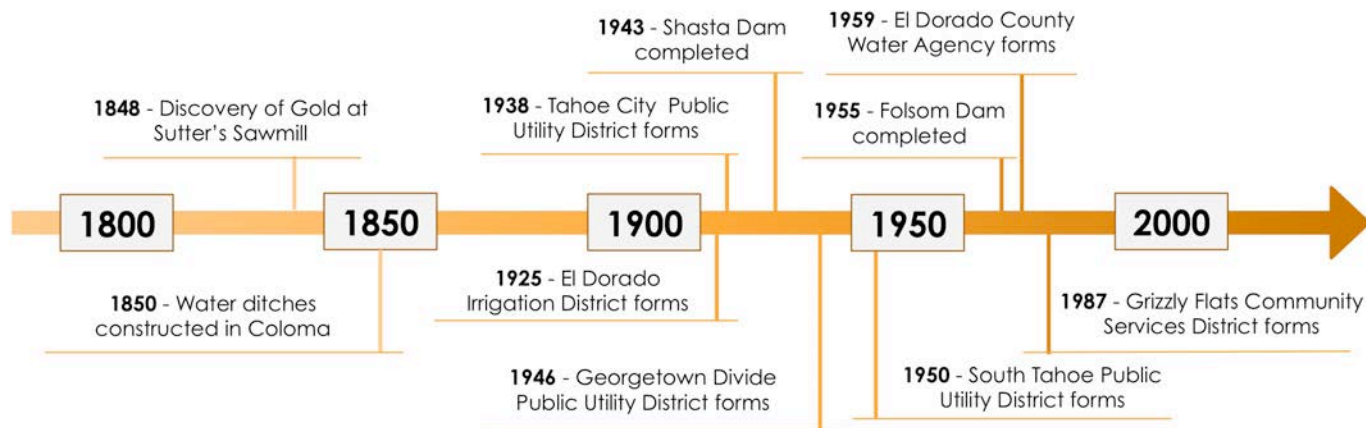 1943 - Shasta Dam
completed
1959 - El Dorado County
Water Agency forms
1848 - Discovery of Gold at
Sutter's Sawmill
1938 - Tahoe City Public
Utility District forms
1955 - Folsom Dam
completed
1800
1850
1900
1950
2000
1850 - Water ditches
constructed in Coloma
1925 - El Dorado
Irrigation District forms
1987 - Grizzly Flats Community
Services District forms
1946 - Georgetown Divide
Public Utility District forms
1950 - South Tahoe Public
Utility District forms